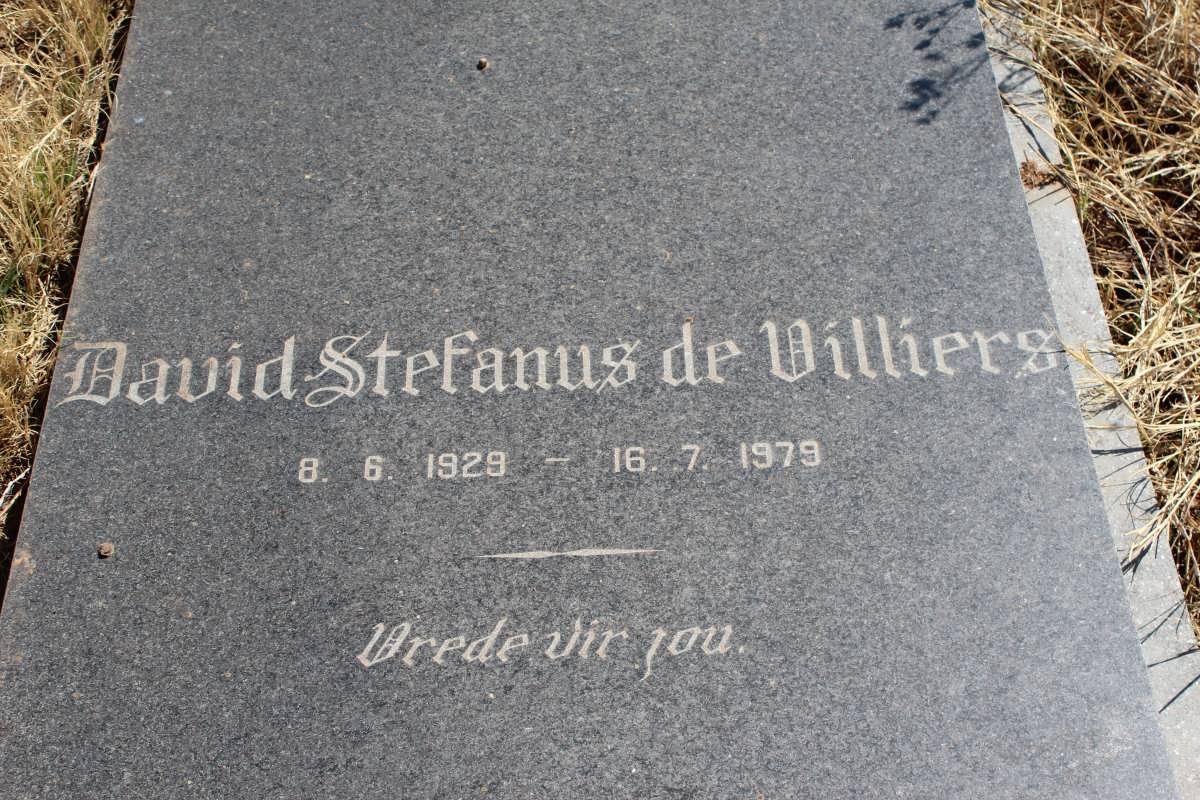 David Stefanus de Villiers
8. 6. 1929 – 16. 7. 1979
Vrede vir jou.